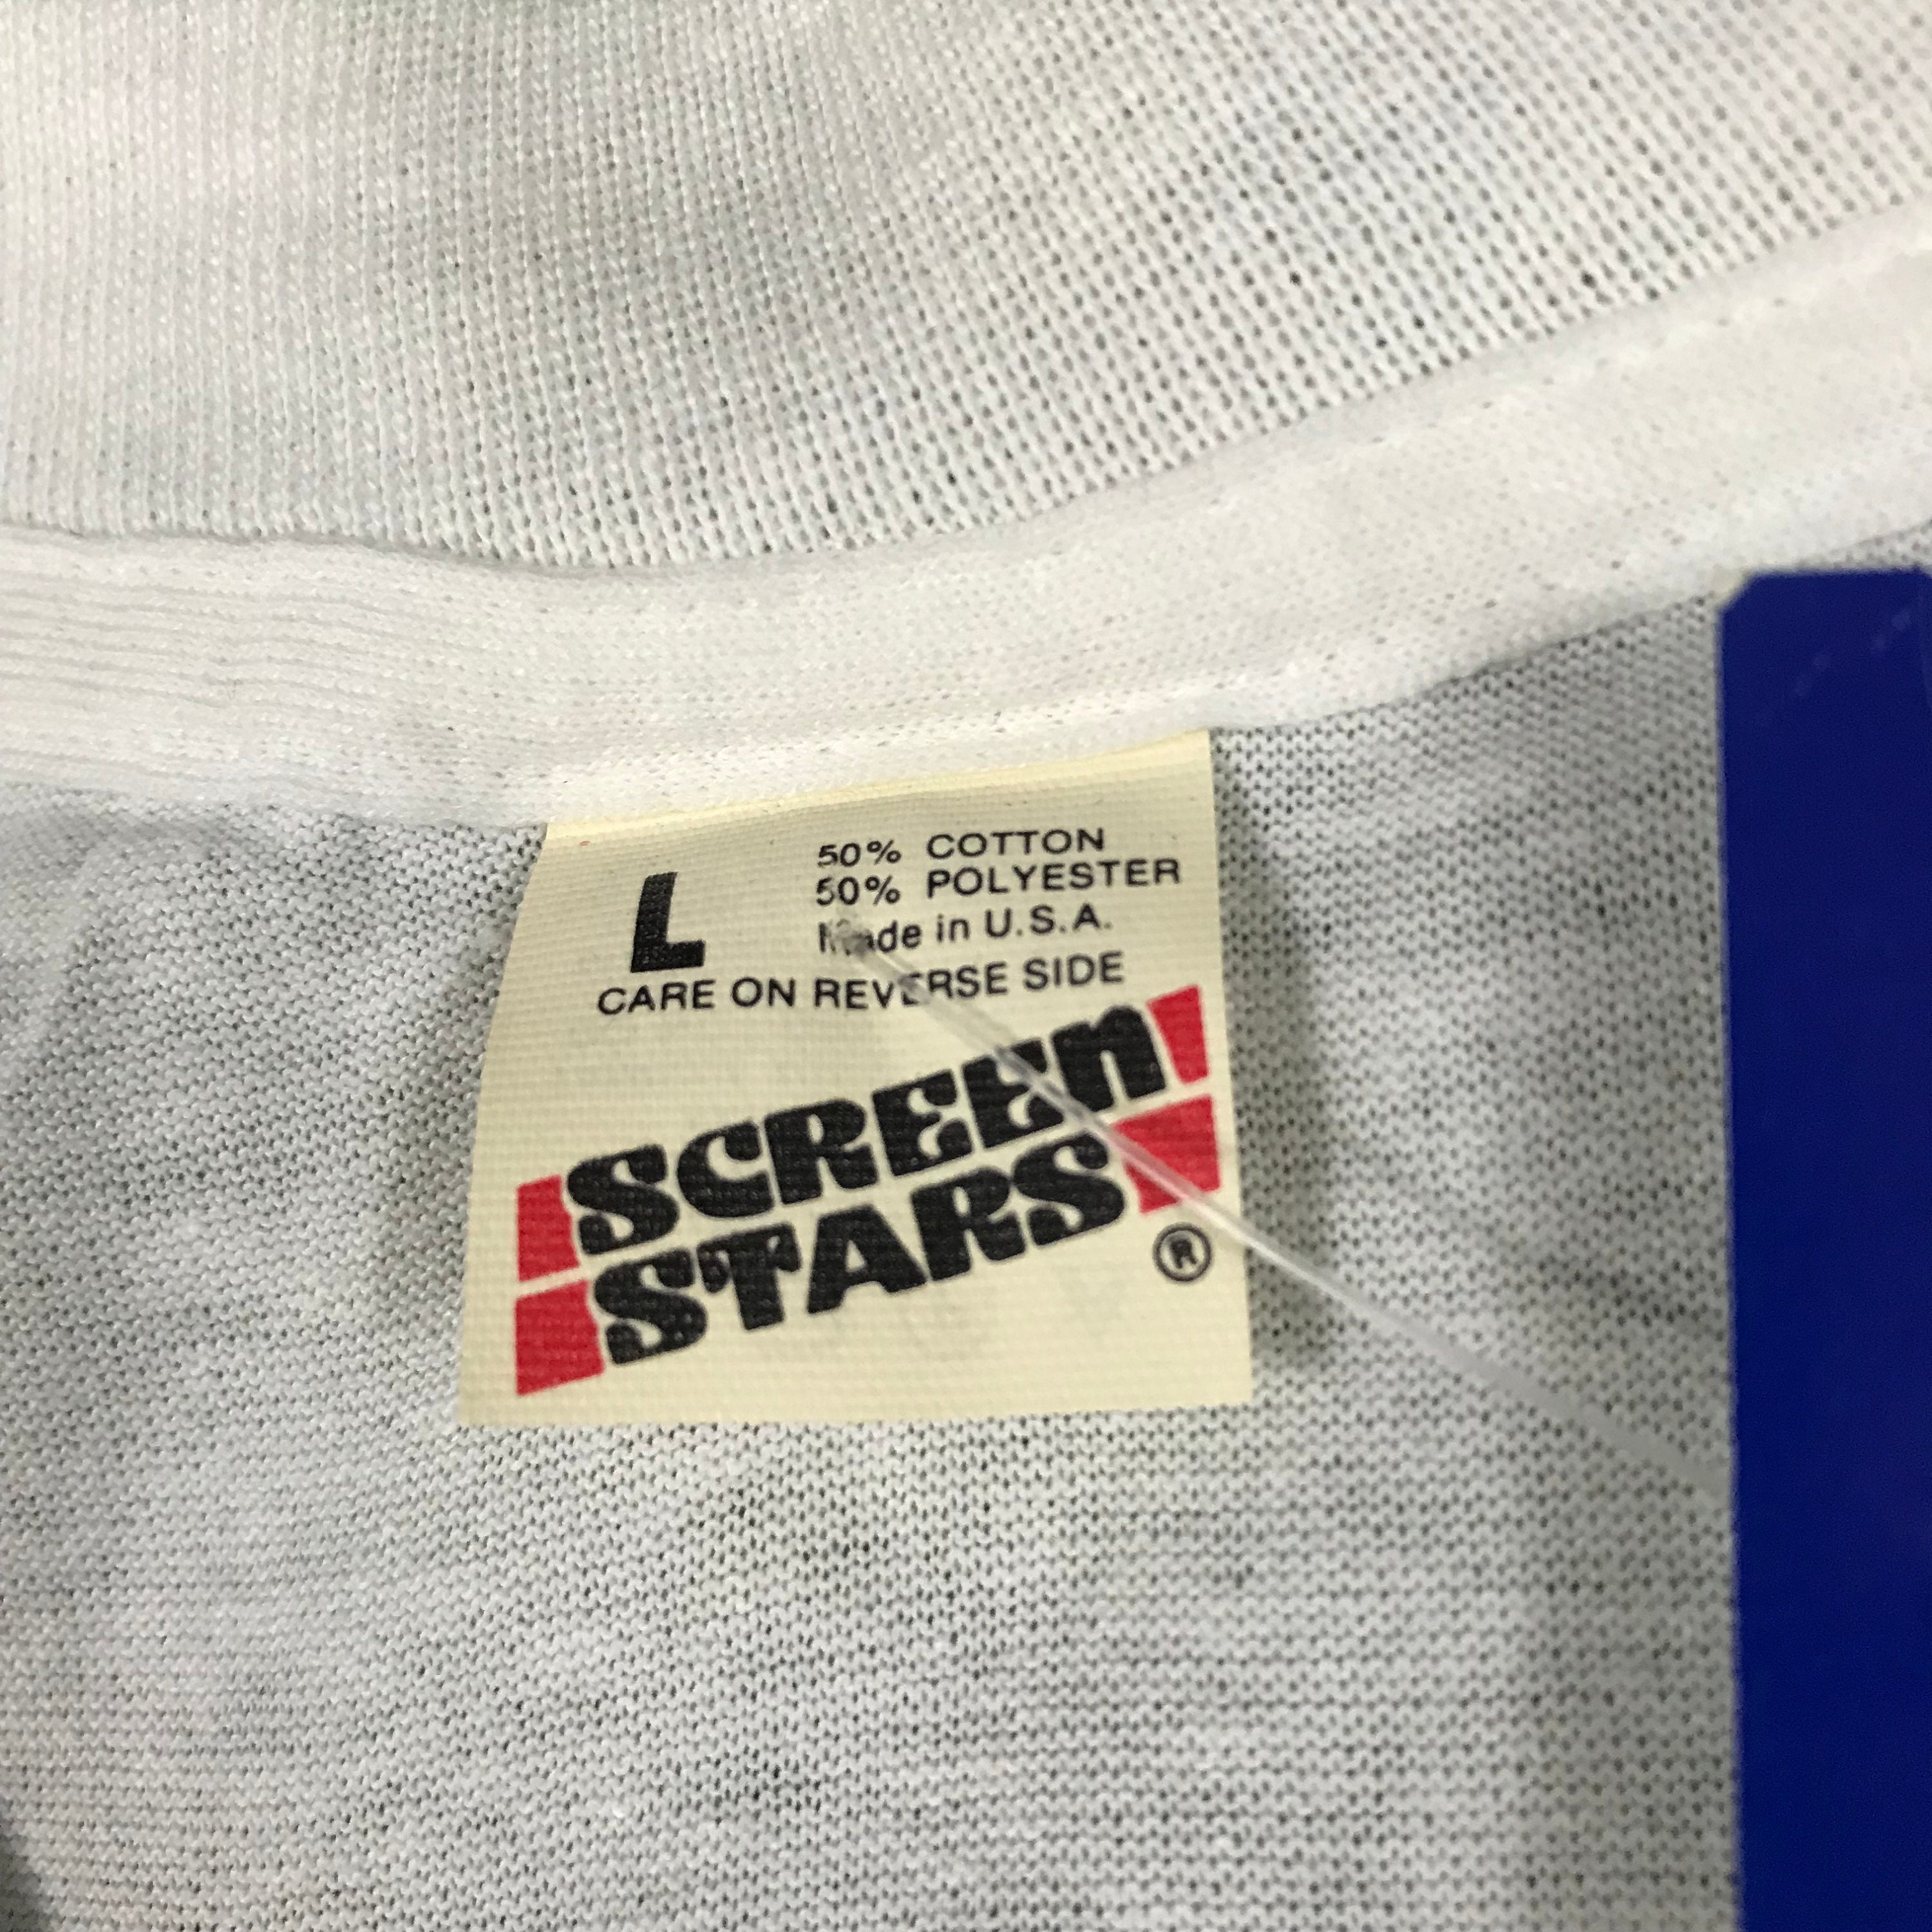 L
50% COTTON
50% POLYESTER
Made in U.S.A.
CARE ON REVERSE SIDE
SCREEN
STARS
®